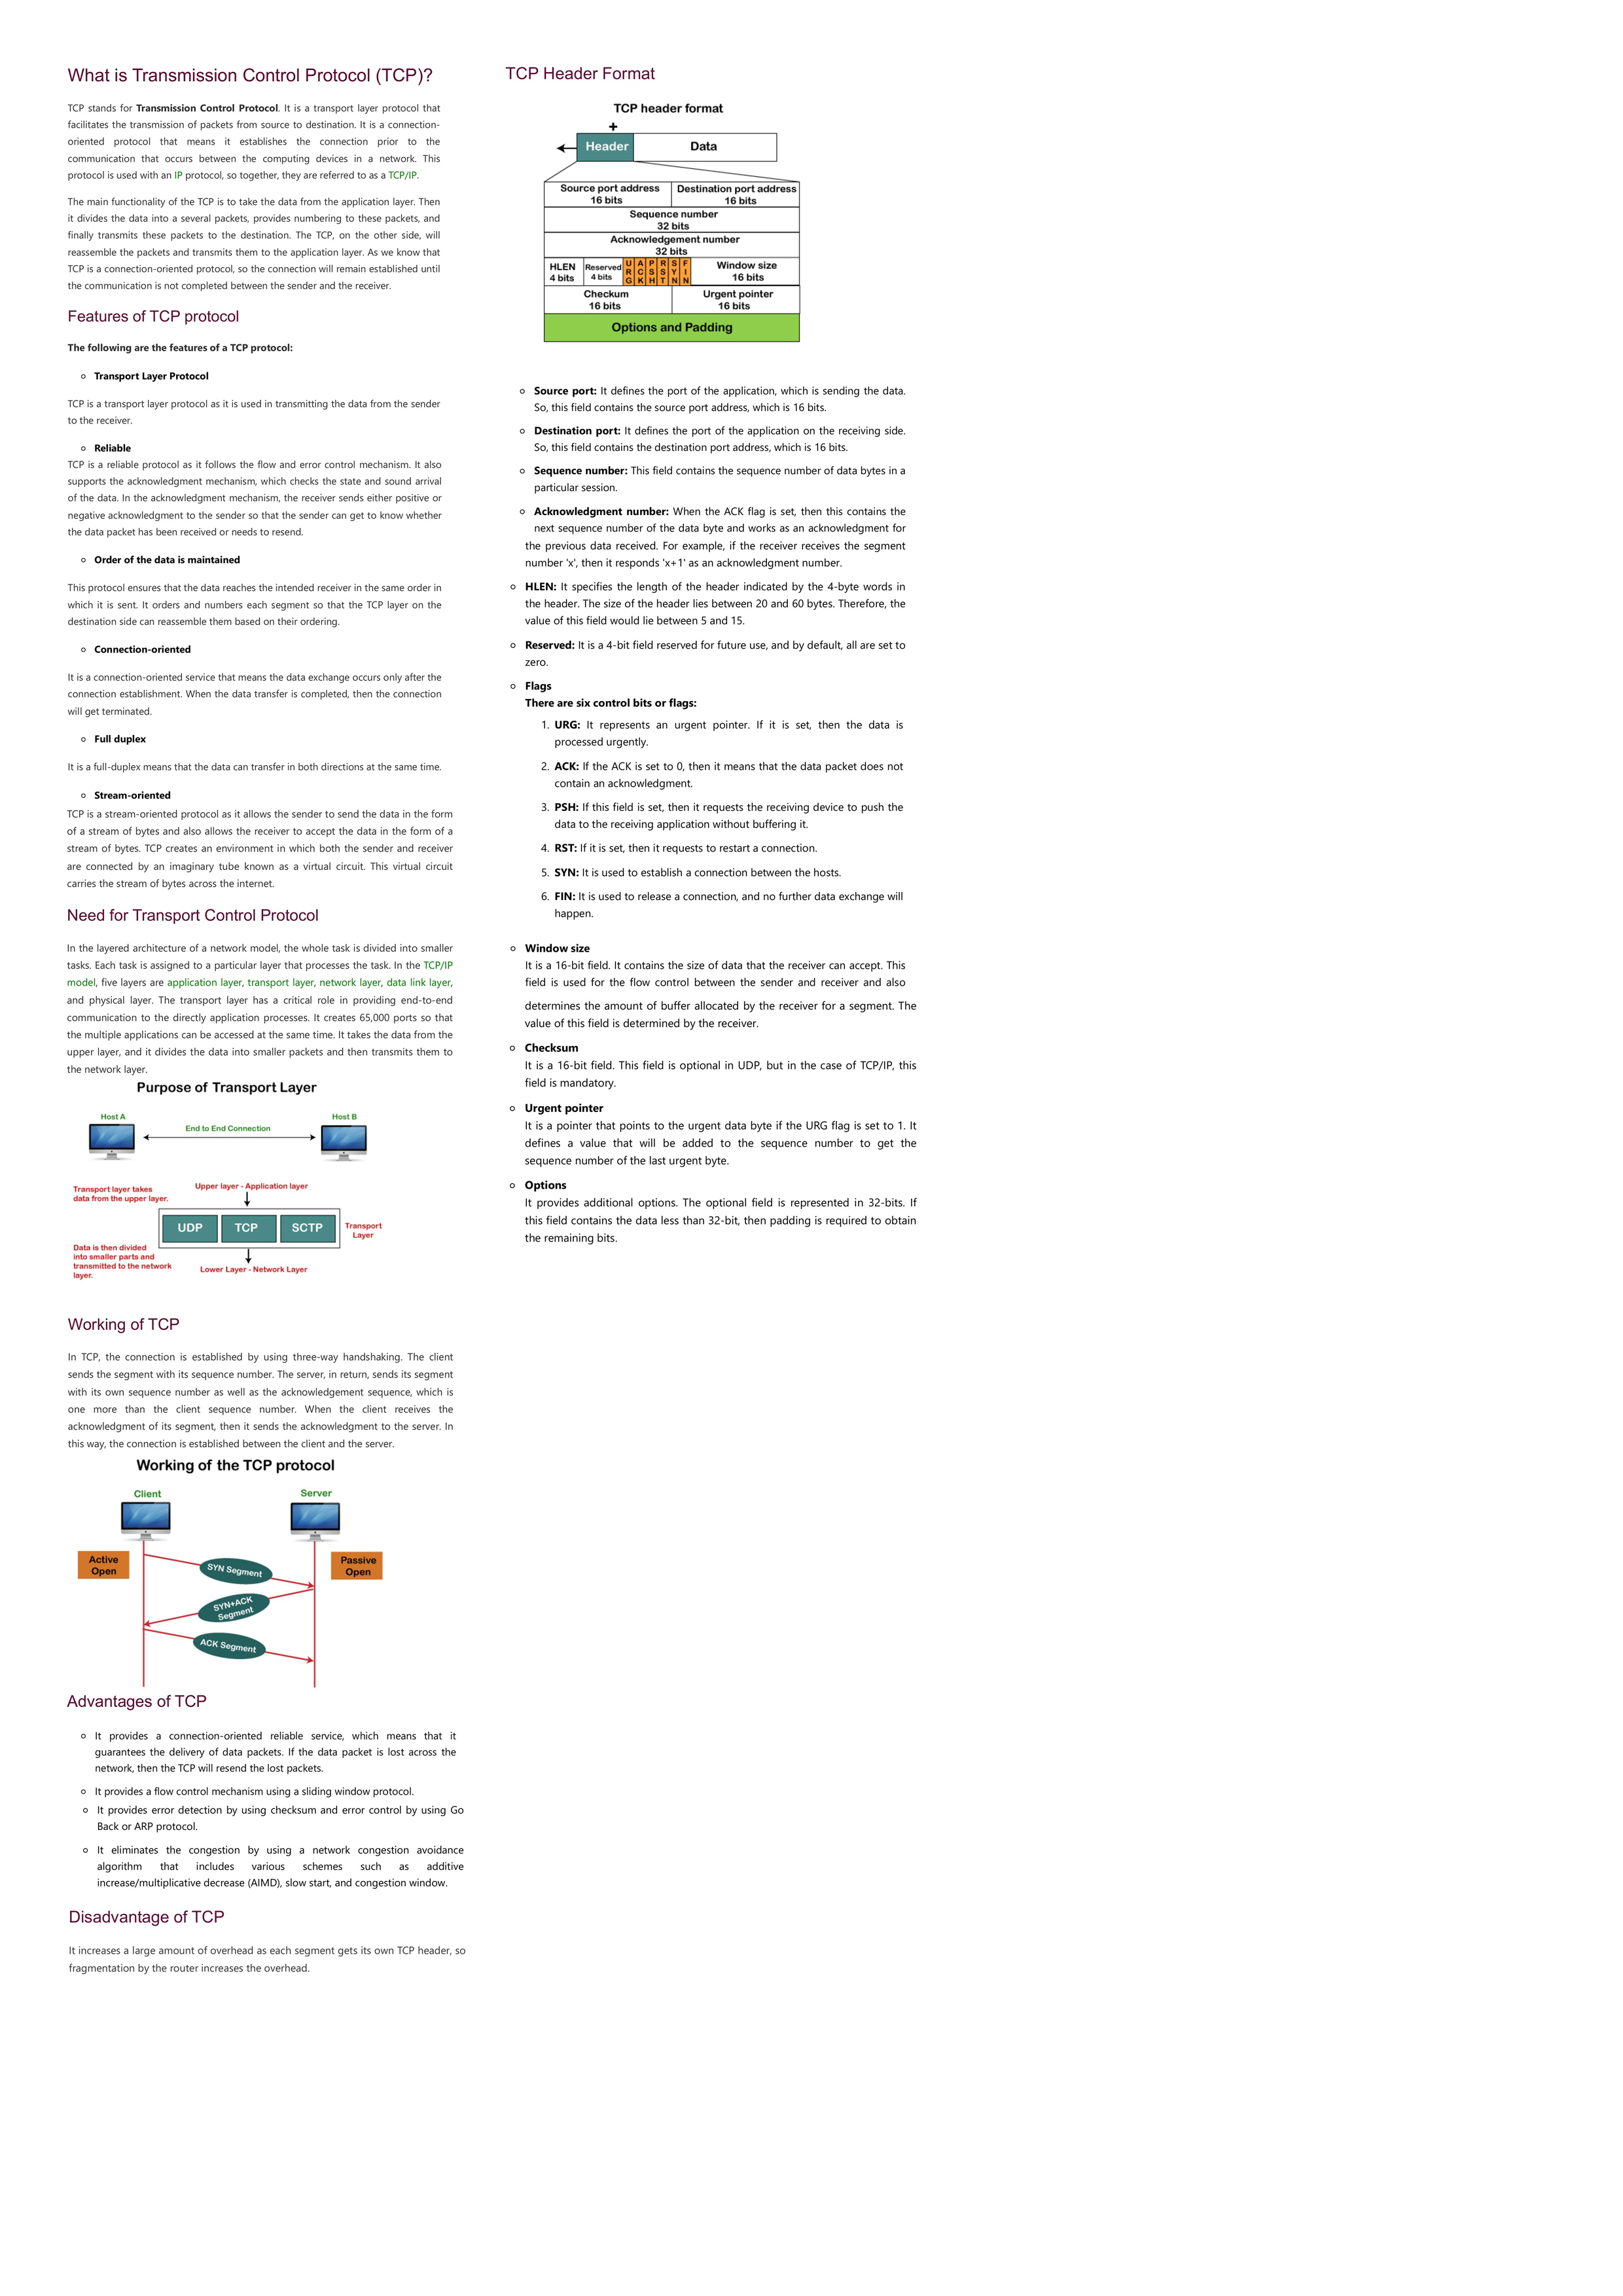 What is Transmission Control Protocol (TCP)?
TCP stands for Transmission Control Protocol. It is a transport layer protocol that
facilitates the transmission of packets from source to destination. It is a connection-
oriented protocol that means it establishes the connection prior to the
communication that occurs between the computing devices in a network. This
protocol is used with an IP protocol, so together, they are referred to as a TCP/IP.
The main functionality of the TCP is to take the data from the application layer. Then
it divides the data into a several packets, provides numbering to these packets, and
finally transmits these packets to the destination. The TCP, on the other side, will
reassemble the packets and transmits them to the application layer. As we know that
TCP is a connection-oriented protocol, so the connection will remain established until
the communication is not completed between the sender and the receiver.
Features of TCP protocol
The following are the features of a TCP protocol:
Transport Layer Protocol
TCP is a transport layer protocol as it is used in transmitting the data from the sender
to the receiver.
Reliable
TCP is a reliable protocol as it follows the flow and error control mechanism. It also
supports the acknowledgment mechanism, which checks the state and sound arrival
of the data. In the acknowledgment mechanism, the receiver sends either positive or
negative acknowledgment to the sender so that the sender can get to know whether
the data packet has been received or needs to resend.
Order of the data is maintained
This protocol ensures that the data reaches the intended receiver in the same order in
which it is sent. It orders and numbers each segment so that the TCP layer on the
destination side can reassemble them based on their ordering.
Connection-oriented
It is a connection-oriented service that means the data exchange occurs only after the
connection establishment. When the data transfer is completed, then the connection
will get terminated.
Full duplex
It is a full-duplex means that the data can transfer in both directions at the same time.
Stream-oriented
TCP is a stream-oriented protocol as it allows the sender to send the data in the form
of a stream of bytes and also allows the receiver to accept the data in the form of a
stream of bytes. TCP creates an environment in which both the sender and receiver
are connected by an imaginary tube known as a virtual circuit. This virtual circuit
carries the stream of bytes across the internet.
Need for Transport Control Protocol
In the layered architecture of a network model, the whole task is divided into smaller
tasks. Each task is assigned to a particular layer that processes the task. In the TCP/IP
model, five layers are application layer, transport layer, network layer, data link layer,
and physical layer. The transport layer has a critical role in providing end-to-end
communication to the directly application processes. It creates 65,000 ports so that
the multiple applications can be accessed at the same time. It takes the data from the
upper layer, and it divides the data into smaller packets and then transmits them to
the network layer.
Purpose of Transport Layer
Host A
Host B
End to End Connection
Transport layer takes
data from the upper layer.
Upper layer - Application layer
UDP
TCP
SCTP
Transport
Layer
Data is then divided
into smaller parts and
transmitted to the network
layer.
Lower Layer - Network Layer
Working of TCP
In TCP, the connection is established by using three-way handshaking. The client
sends the segment with its sequence number. The server, in return, sends its segment
with its own sequence number as well as the acknowledgement sequence, which is
one more than the client sequence number. When the client receives the
acknowledgment of its segment, then it sends the acknowledgment to the server. In
this way, the connection is established between the client and the server.
Working of the TCP protocol
Client
Server
Active
Open
Passive
Open
SYN Segment
SYN+ACK
Segment
ACK Segment
Advantages of TCP
It provides a connection-oriented reliable service, which means that it
guarantees the delivery of data packets. If the data packet is lost across the
network, then the TCP will resend the lost packets.
It provides a flow control mechanism using a sliding window protocol.
It provides error detection by using checksum and error control by using Go
Back or ARP protocol.
It eliminates the congestion by using a network congestion avoidance
algorithm that includes various schemes such as additive
increase/multiplicative decrease (AIMD), slow start, and congestion window.
Disadvantage of TCP
It increases a large amount of overhead as each segment gets its own TCP header, so
fragmentation by the router increases the overhead.
TCP Header Format
TCP header format
+
Header
Data
Source port address
16 bits
Destination port address
16 bits
Sequence number
32 bits
Acknowledgement number
32 bits
HLEN
4 bits
Reserved
4 bits
URG
ACK
PSH
RST
SYN
FIN
Window size
16 bits
Checkum
16 bits
Urgent pointer
16 bits
Options and Padding
Source port: It defines the port of the application, which is sending the data.
So, this field contains the source port address, which is 16 bits.
Destination port: It defines the port of the application on the receiving side.
So, this field contains the destination port address, which is 16 bits.
Sequence number: This field contains the sequence number of data bytes in a
particular session.
Acknowledgment number: When the ACK flag is set, then this contains the
next sequence number of the data byte and works as an acknowledgment for
the previous data received. For example, if the receiver receives the segment
number 'x', then it responds 'x+1' as an acknowledgment number.
HLEN: It specifies the length of the header indicated by the 4-byte words in
the header. The size of the header lies between 20 and 60 bytes. Therefore, the
value of this field would lie between 5 and 15.
Reserved: It is a 4-bit field reserved for future use, and by default, all are set to
zero.
Flags
There are six control bits or flags:
1. URG: It represents an urgent pointer. If it is set, then the data is
processed urgently.
2. ACK: If the ACK is set to 0, then it means that the data packet does not
contain an acknowledgment.
3. PSH: If this field is set, then it requests the receiving device to push the
data to the receiving application without buffering it.
4. RST: If it is set, then it requests to restart a connection.
5. SYN: It is used to establish a connection between the hosts.
6. FIN: It is used to release a connection, and no further data exchange will
happen.
Window size
It is a 16-bit field. It contains the size of data that the receiver can accept. This
field is used for the flow control between the sender and receiver and also
determines the amount of buffer allocated by the receiver for a segment. The
value of this field is determined by the receiver.
Checksum
It is a 16-bit field. This field is optional in UDP, but in the case of TCP/IP, this
field is mandatory.
Urgent pointer
It is a pointer that points to the urgent data byte if the URG flag is set to 1. It
defines a value that will be added to the sequence number to get the
sequence number of the last urgent byte.
Options
It provides additional options. The optional field is represented in 32-bits. If
this field contains the data less than 32-bit, then padding is required to obtain
the remaining bits.